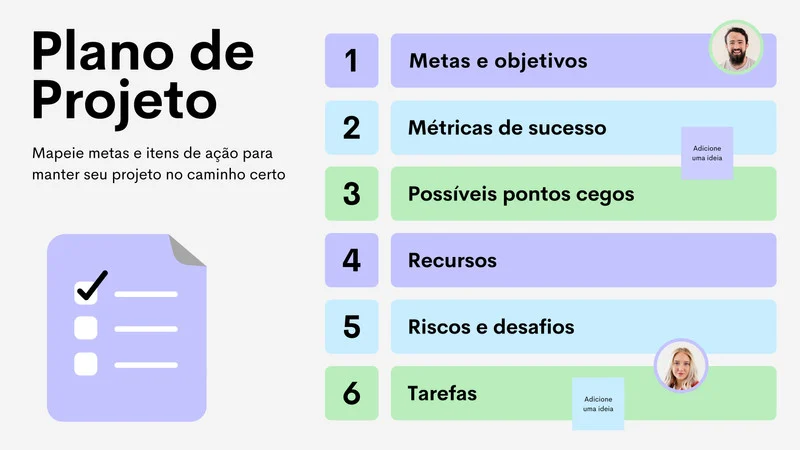 Plano de
Projeto
Mapeie metas e itens de ação para
manter seu projeto no caminho certo
1
Metas e objetivos
2
Métricas de sucesso
Adicione
uma ideia
3
Possíveis pontos cegos
4
Recursos
5
Riscos e desafios
6
Tarefas
Adicione
uma ideia